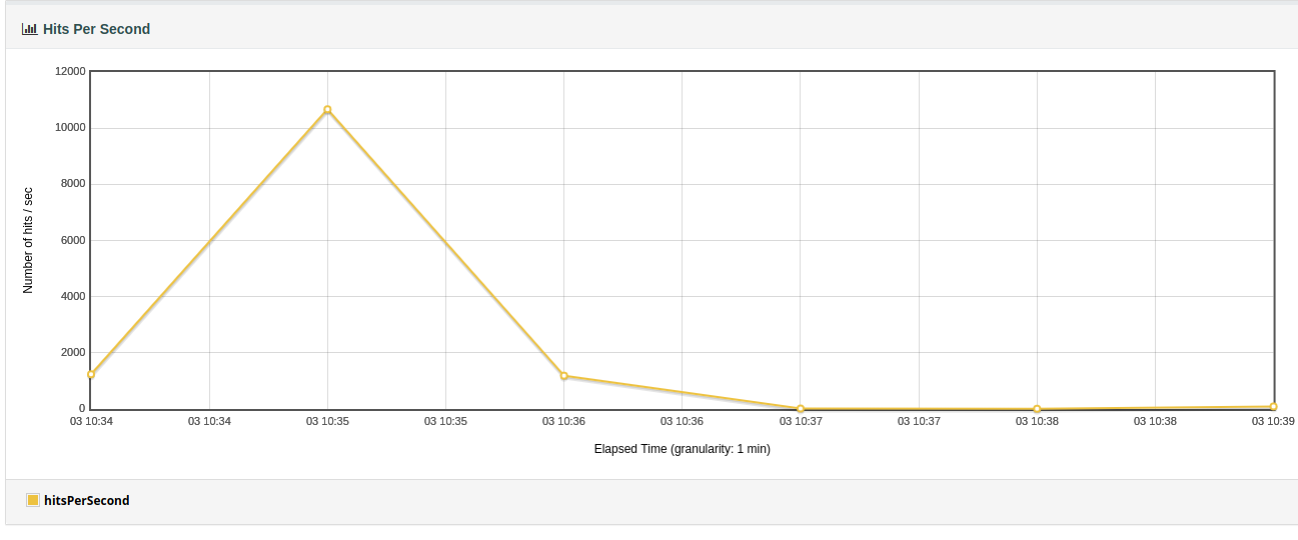 Hits Per Second
12000
10000
8000
6000
4000
2000
0
Number of hits / sec
03 10:34 03 10:34 03 10:35 03 10:35 03 10:36 03 10:36 03 10:37 03 10:37 03 10:38 03 10:38 03 10:39
Elapsed Time (granularity: 1 min)
hitsPerSecond